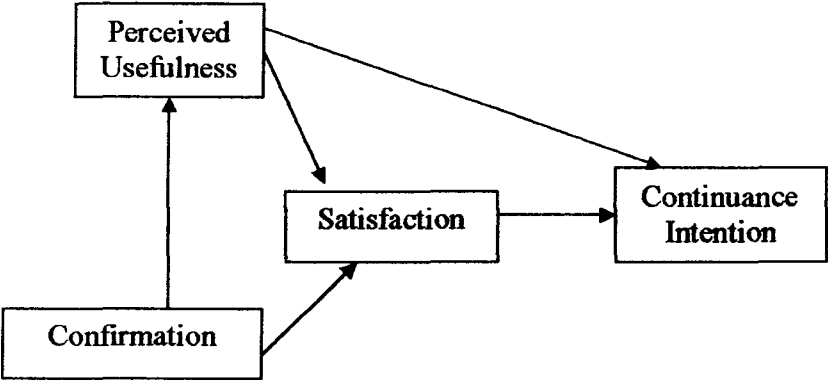 Perceived
Usefulness
Satisfaction
Continuance
Intention
Confirmation